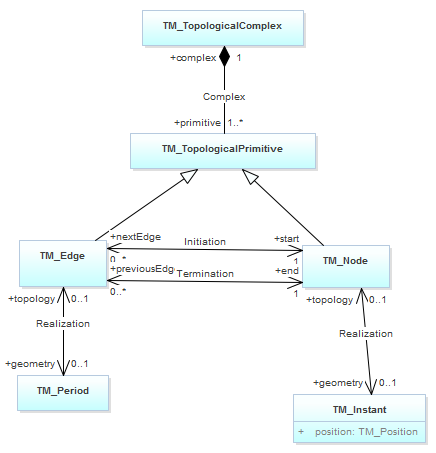 TM_TopologicalComplex
+complex 1
Complex
+primitive 1..*
TM_TopologicalPrimitive
+nextEdge +start
TM_Edge Initiation TM_Node
0..* 1
+previousEdge Termination +end
0..* 1
+topology 0..1 +topology 0..1
Realization Realization
+geometry 0..1 +geometry 0..1
TM_Period TM_Instant
+ position: TM_Position